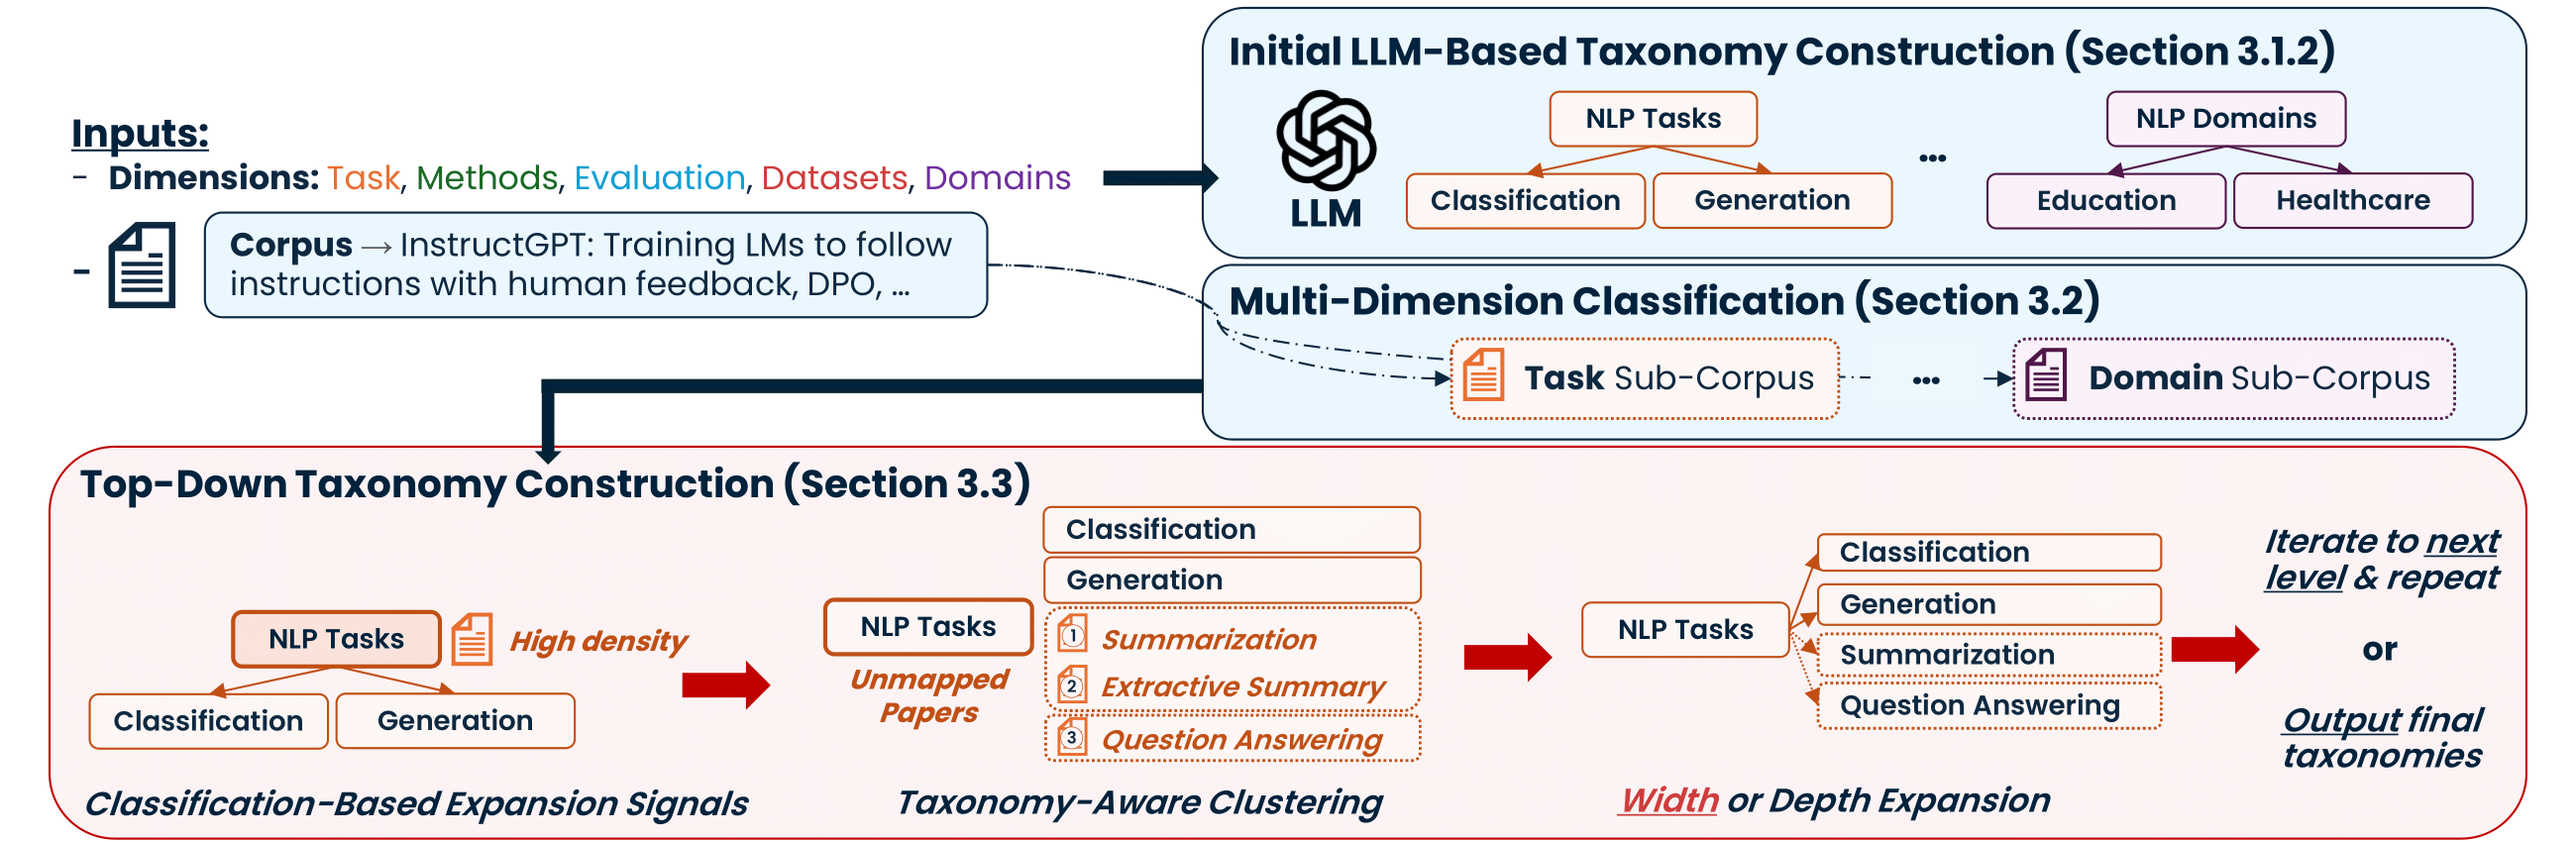 Inputs:
- Dimensions: Task, Methods, Evaluation, Datasets, Domains
- Corpus → InstructGPT: Training LMs to follow
instructions with human feedback, DPO, ...
Initial LLM-Based Taxonomy Construction (Section 3.1.2)
LLM
NLP Tasks
Classification
Generation
...
NLP Domains
Education
Healthcare
Multi-Dimension Classification (Section 3.2)
Task Sub-Corpus
...
Domain Sub-Corpus
Top-Down Taxonomy Construction (Section 3.3)
NLP Tasks
High density
Classification
Generation
Classification-Based Expansion Signals
NLP Tasks
Unmapped
Papers
Classification
Generation
1 Summarization
2 Extractive Summary
3 Question Answering
Taxonomy-Aware Clustering
NLP Tasks
Classification
Generation
Summarization
Question Answering
Width or Depth Expansion
Iterate to next
level & repeat
or
Output final
taxonomies